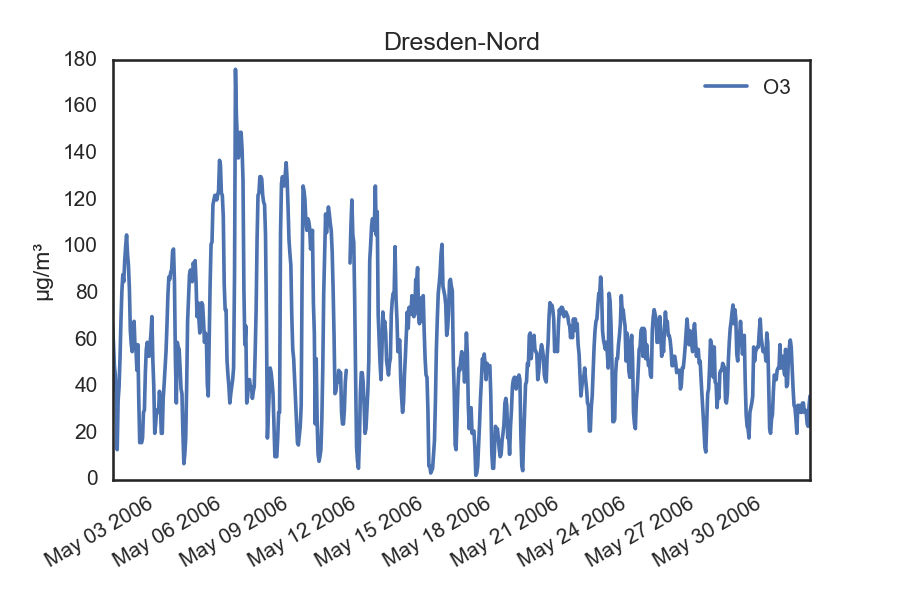 Dresden-Nord
180
160
140
120
100
80
60
40
20
0
µg/m³
O3
May 03 2006
May 06 2006
May 09 2006
May 12 2006
May 15 2006
May 18 2006
May 21 2006
May 24 2006
May 27 2006
May 30 2006